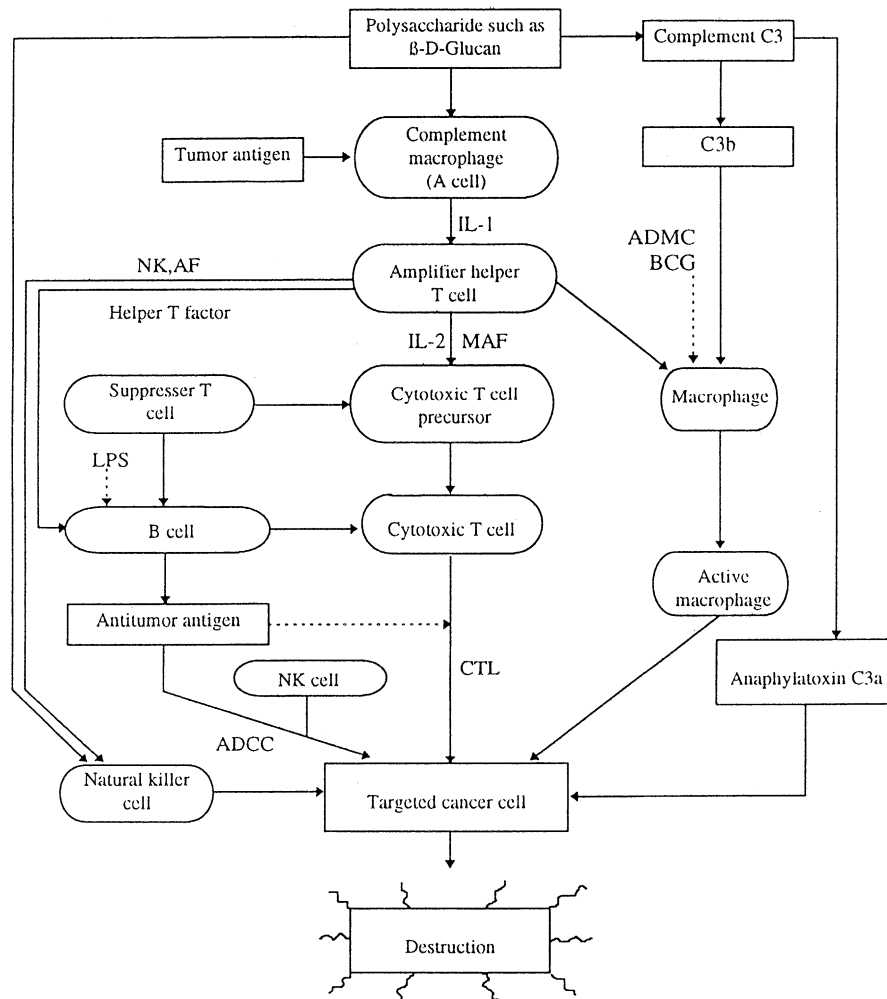 Polysaccharide such as
ß-D-Glucan
Complement C3
Complement
macrophage
(A cell)
Tumor antigen
C3b
IL-1
ADMC
BCG
NK,AF
Amplifier helper
T cell
Helper T factor
IL-2 MAF
Suppresser T
cell
Cytotoxic T cell
precursor
Macrophage
LPS
B cell
Cytotoxic T cell
Active
macrophage
Antitumor antigen
NK cell
CTL
Anaphylatoxin C3a
ADCC
Natural killer
cell
Targeted cancer cell
Destruction